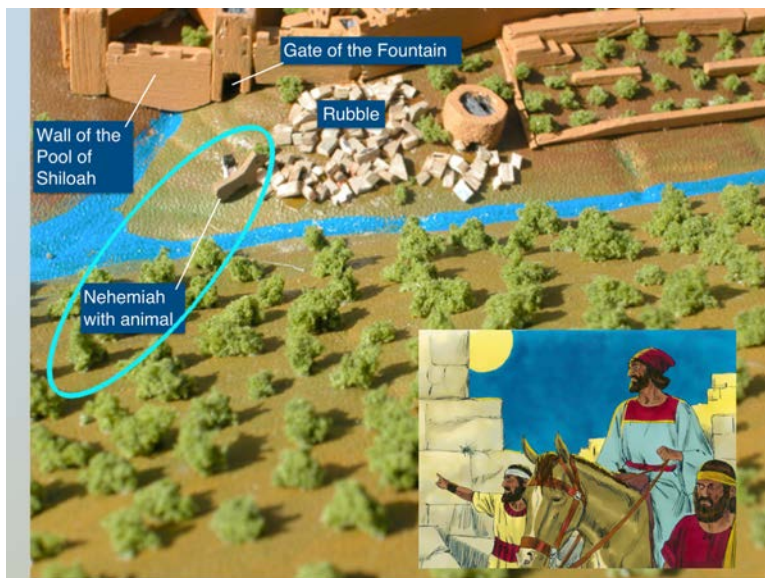 Gate of the Fountain
Rubble
Wall of the
Pool of
Shiloah
Nehemiah
with animal